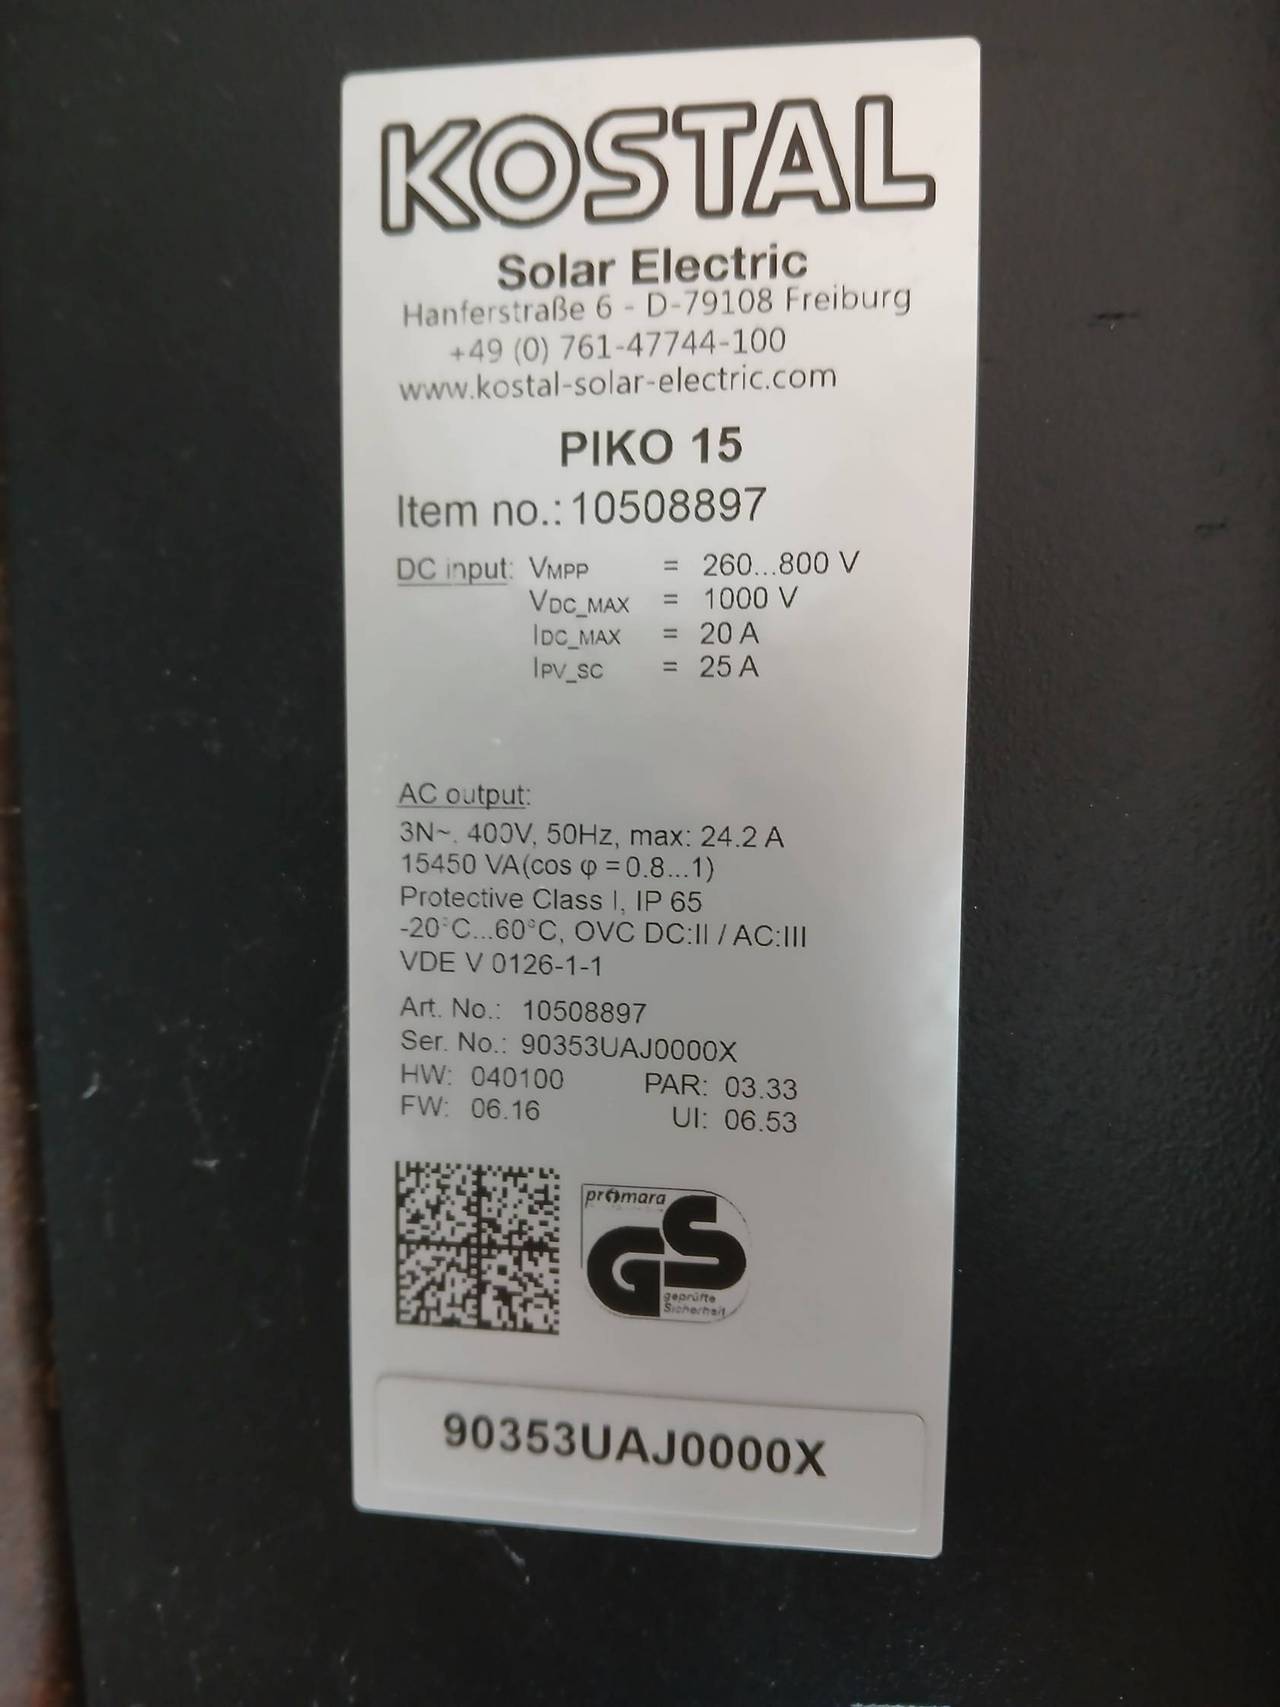 KOSTAL
Solar Electric
Hanferstraße 6 - D-79108 Freiburg
+49 (0) 761-47744-100
www.kostal-solar-electric.com
PIKO 15
Item no.: 10508897
DC input: VMPP = 260...800 V
VDC_MAX = 1000 V
IDC_MAX = 20 A
IPV_SC = 25 A
AC output:
3N~, 400V, 50Hz, max: 24.2 A
15450 VA(cos φ =0.8...1)
Protective Class I, IP 65
-20°C...60°C, OVC DC:II / AC:III
VDE V 0126-1-1
Art. No.: 10508897
Ser. No.: 90353UAJ0000X
HW: 040100 PAR: 03.33
FW: 06.16 UI: 06.53
primara
GS
geprüfte
Sicherheit
90353UAJ0000X